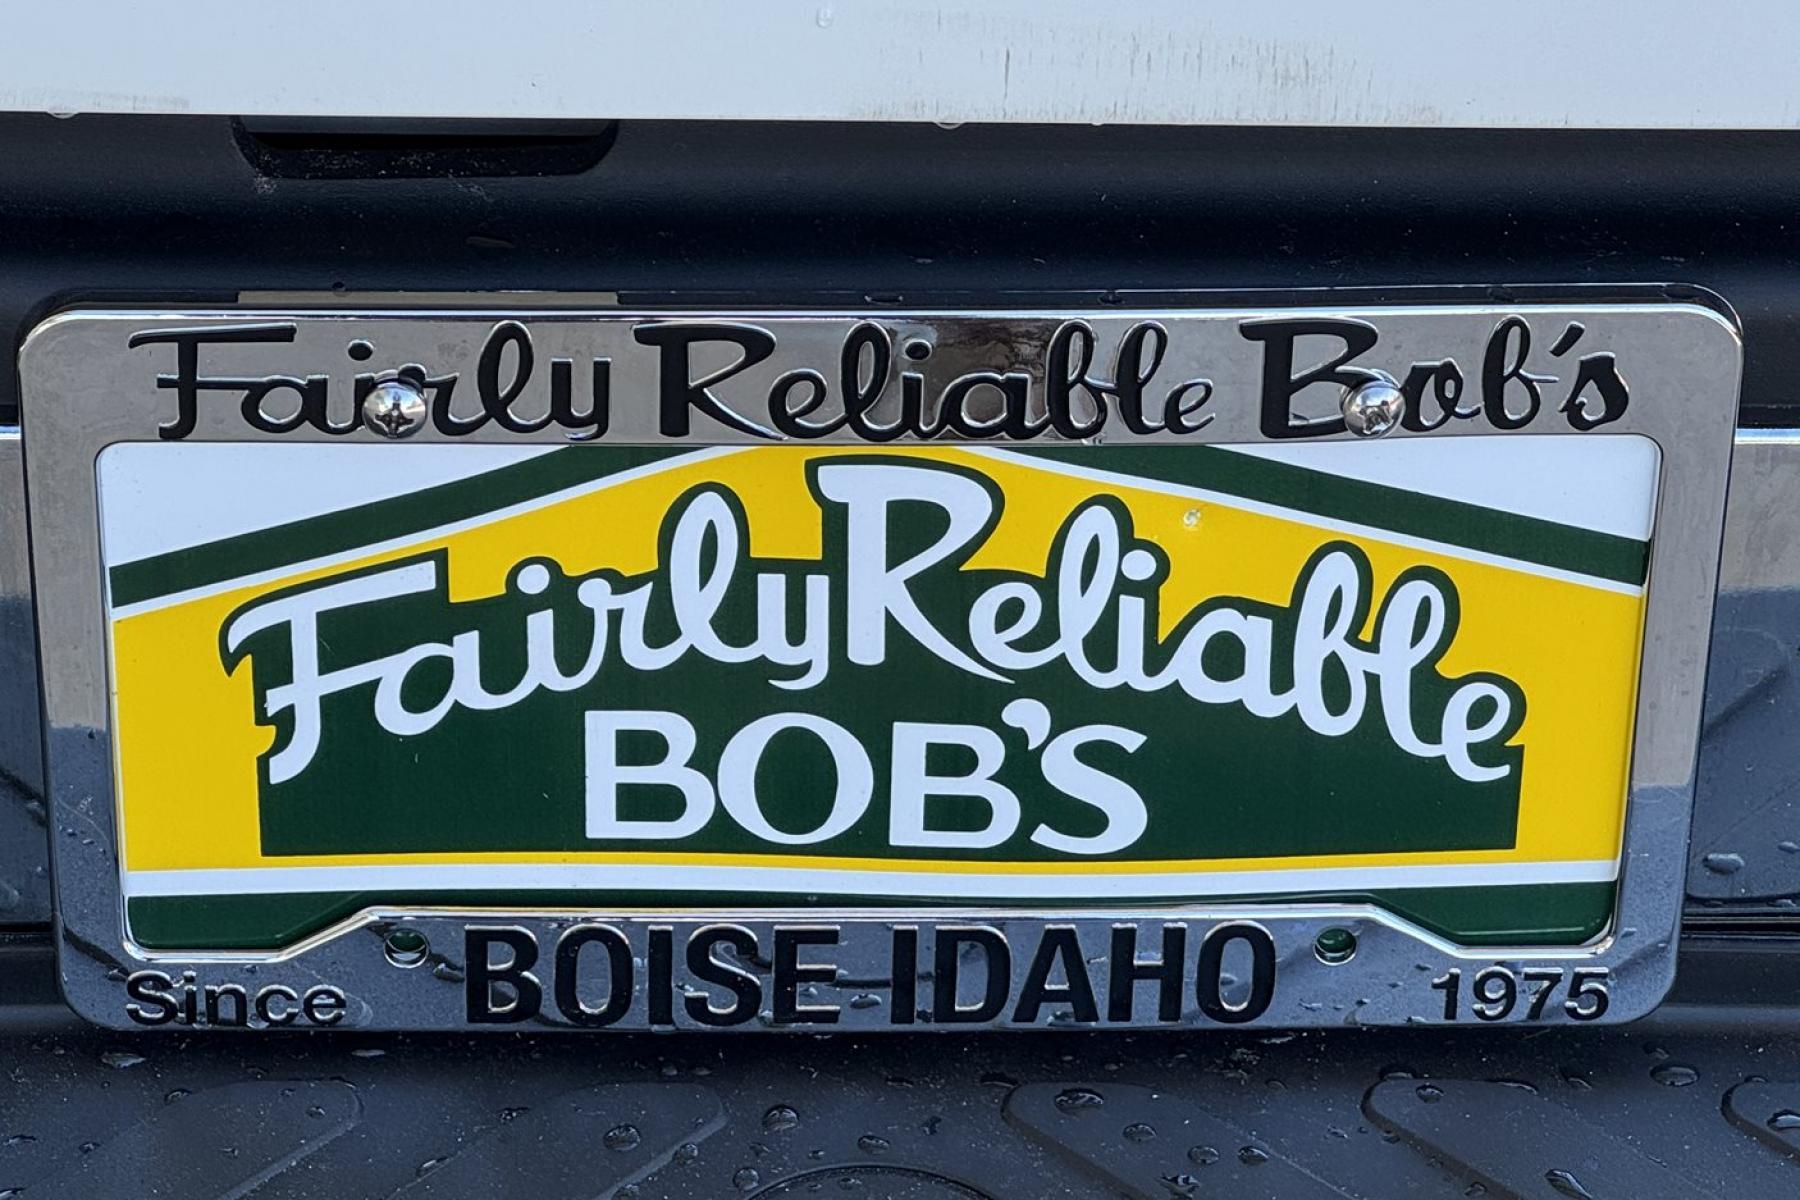 Fairly Reliable Bob's
Fairly Reliable
BOB'S
Since BOISE IDAHO 1975